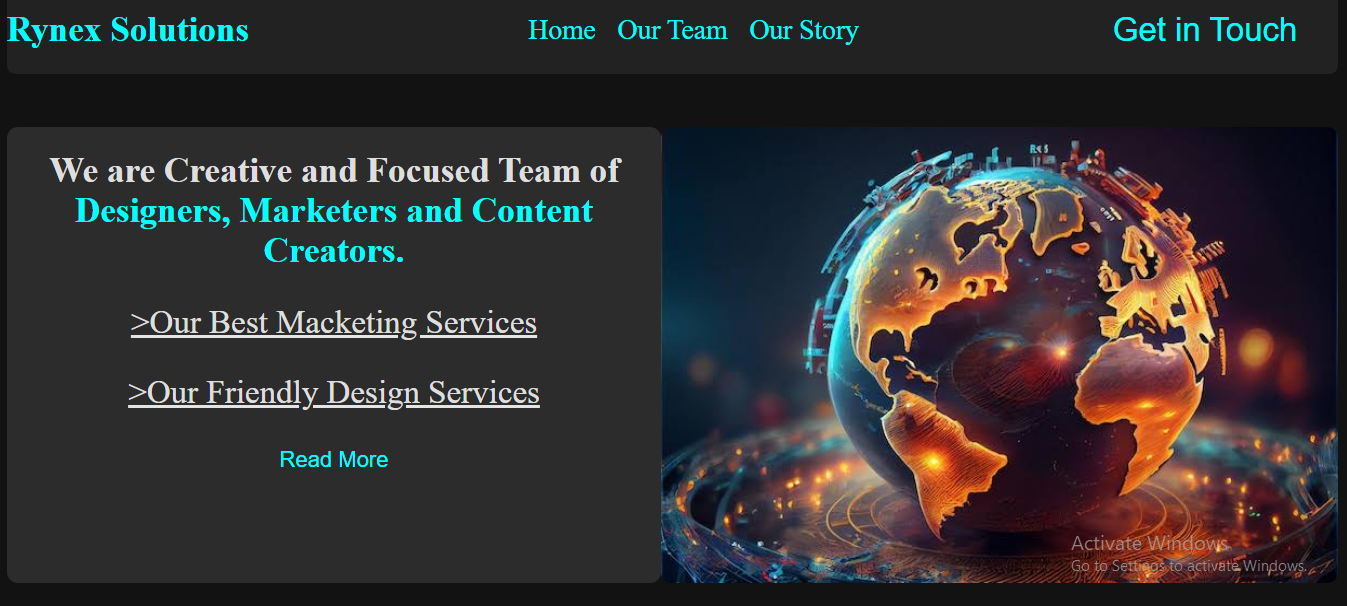 Rynex Solutions
Home Our Team Our Story
Get in Touch
We are Creative and Focused Team of
Designers, Marketers and Content
Creators.
>Our Best Macketing Services
>Our Friendly Design Services
Read More
Activate Windows
Go to Settings to activate Windows.